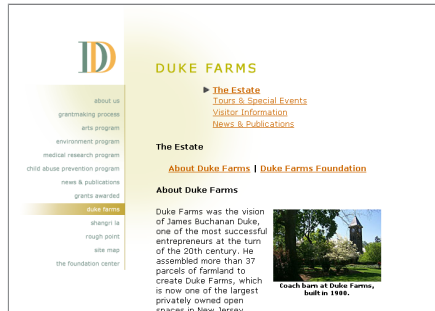 DD
about us
grantmaking process
arts program
environment program
medical research program
child abuse prevention program
news & publications
grants awarded
duke farms
shangri la
rough point
site map
the foundation center
DUKE FARMS
The Estate
Tours & Special Events
Visitor Information
News & Publications
The Estate
About Duke Farms | Duke Farms Foundation
About Duke Farms
Duke Farms was the vision
of James Buchanan Duke,
one of the most successful
entrepreneurs at the turn
of the 20th century. He
assembled more than 37
parcels of farmland to
create Duke Farms, which
is now one of the largest
privately owned open
spaces in New Jersey
Coach barn at Duke Farms,
built in 1900.